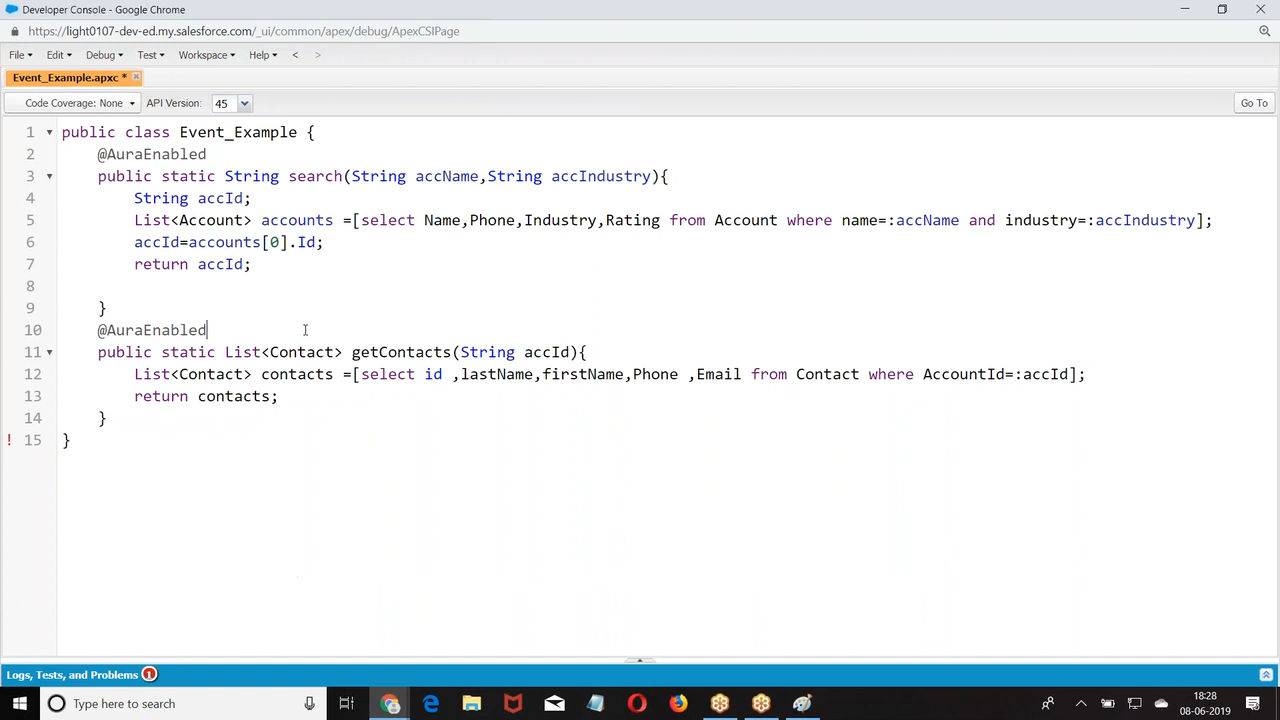 Developer Console - Google Chrome
https://light0107-dev-ed.my.salesforce.com/_ui/common/apex/debug/ApexCSIPage
File Edit Debug Test Workspace Help < >
Event_Example.apxc *
Code Coverage: None API Version: 45 Go To
1 public class Event_Example {
2 @AuraEnabled
3 public static String search(String accName,String accIndustry){
4 String accId;
5 List<Account> accounts =[select Name,Phone,Industry,Rating from Account where name=:accName and industry=:accIndustry];
6 accId=accounts[0].Id;
7 return accId;
8
9 }
10 @AuraEnabled
11 public static List<Contact> getContacts(String accId){
12 List<Contact> contacts =[select id ,lastName,firstName,Phone ,Email from Contact where AccountId=:accId];
13 return contacts;
14 }
! 15 }
Logs, Tests, and Problems 1
Type here to search
18:28
08-06-2019